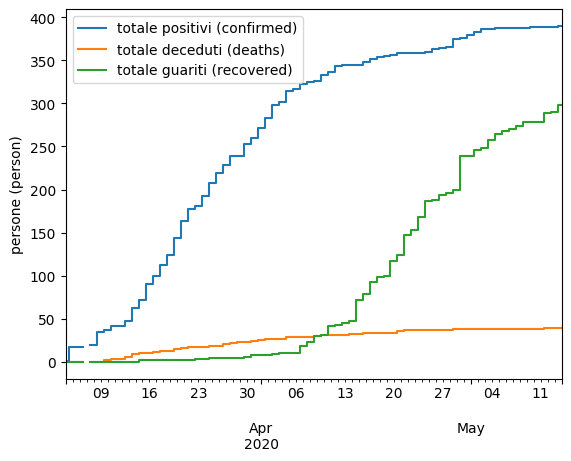 totale positivi (confirmed)
totale deceduti (deaths)
totale guariti (recovered)
persone (person)
400
350
300
250
200
150
100
50
0
09 16 23 30 06 13 20 27 04 11
Apr May
2020